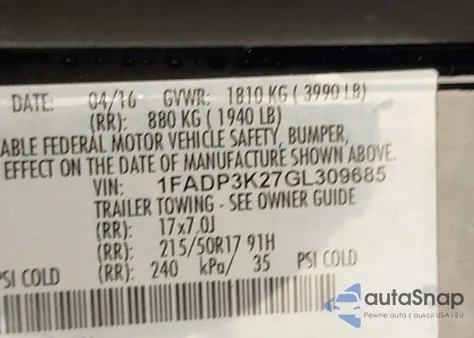 DATE: 04/16 GVWR: 1810 KG ( 3990 LB)
(RR): 880 KG ( 1940 LB)
ABLE FEDERAL MOTOR VEHICLE SAFETY, BUMPER,
EFFECT ON THE DATE OF MANUFACTURE SHOWN ABOVE.
VIN: 1FADP3K27GL309685
TRAILER TOWING - SEE OWNER GUIDE
(RR): 17x7.0J
(RR): 215/50R17 91H
PSI COLD (RR): 240 kPa/ 35 PSI COLD
autoSnap
Pewne auta z aukcji USA i EU